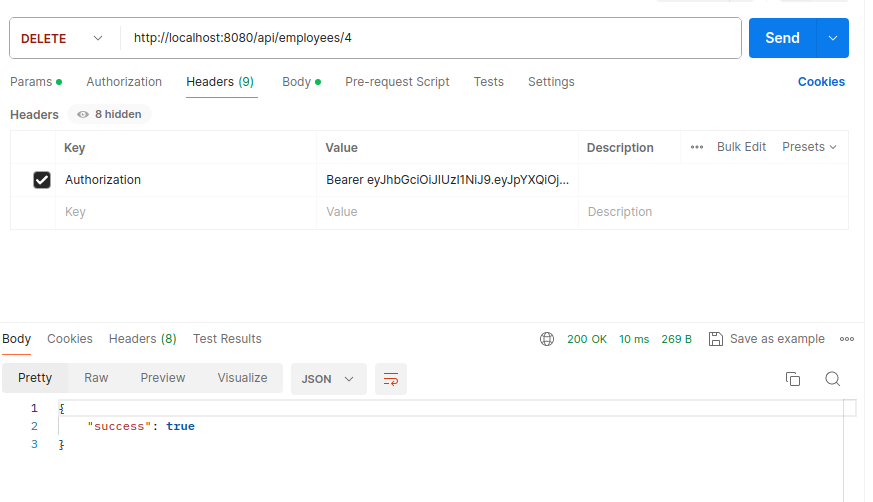 DELETE http://localhost:8080/api/employees/4 Send
Params Authorization Headers (9) Body Pre-request Script Tests Settings Cookies
Headers 8 hidden
Key Value Description Bulk Edit Presets
Authorization Bearer eyJhbGciOiJIUzI1NiJ9.eyJpYXQiOj...
Key Value Description
Body Cookies Headers (8) Test Results 200 OK 10 ms 269 B Save as example
Pretty Raw Preview Visualize JSON
1 {
2 "success": true
3 }